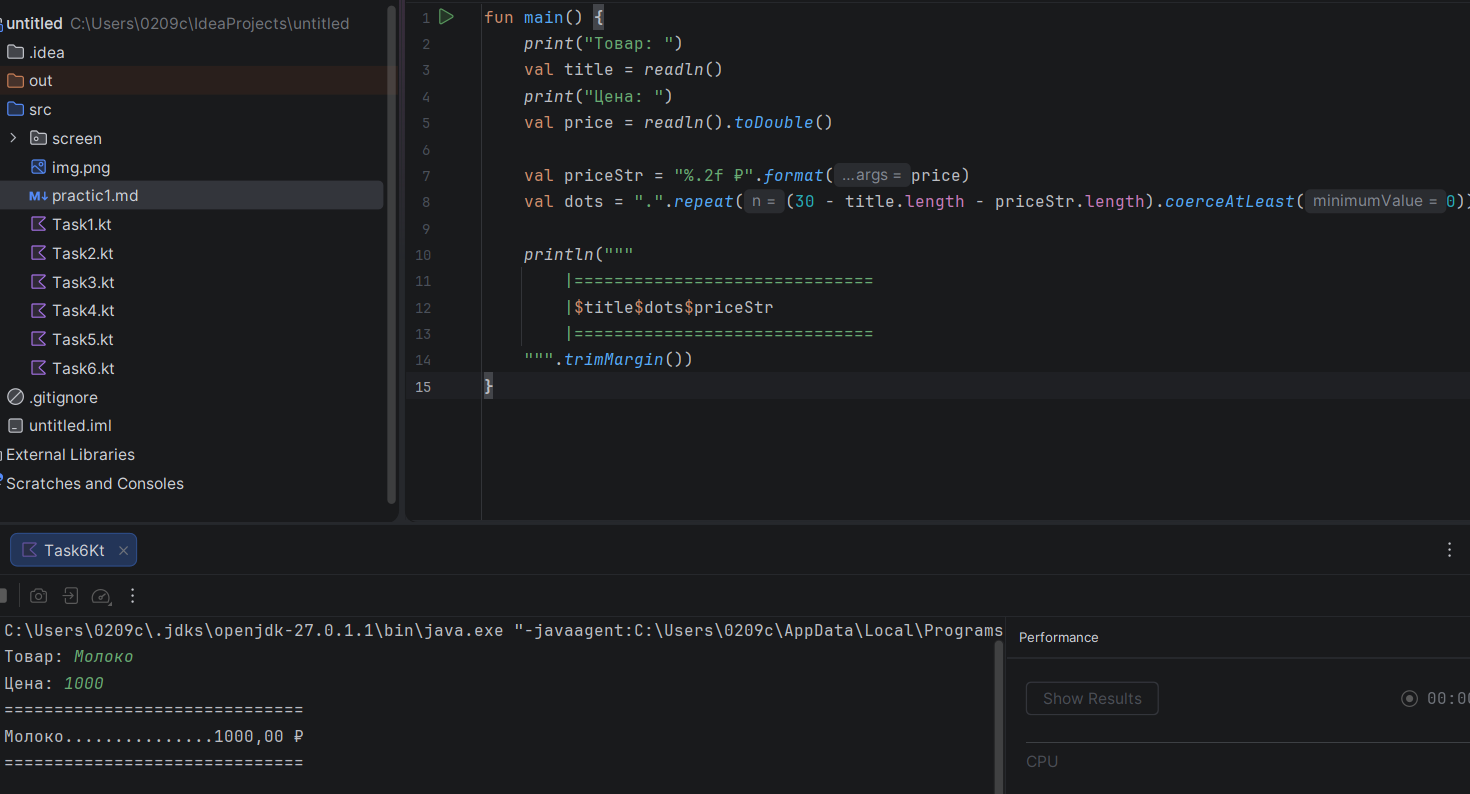 untitled C:\Users\0209c\IdeaProjects\untitled
.idea
out
src
screen
img.png
M↓ practic1.md
Task1.kt
Task2.kt
Task3.kt
Task4.kt
Task5.kt
Task6.kt
.gitignore
untitled.iml
External Libraries
Scratches and Consoles
1 fun main() {
2 print("Товар: ")
3 val title = readln()
4 print("Цена: ")
5 val price = readln().toDouble()
6
7 val priceStr = "%.2f ₽".format( ...args = price)
8 val dots = ".".repeat( n = (30 - title.length - priceStr.length).coerceAtLeast( minimumValue = 0))
9
10 println("""
11 |==============================
12 |$title$dots$priceStr
13 |==============================
14 """.trimMargin())
15 }
Task6Kt
C:\Users\0209c\.jdks\openjdk-27.0.1.1\bin\java.exe "-javaagent:C:\Users\0209c\AppData\Local\Programs
Товар: Молоко
Цена: 1000
==============================
Молоко...............1000,00 ₽
==============================
Performance
Show Results
00:00
CPU